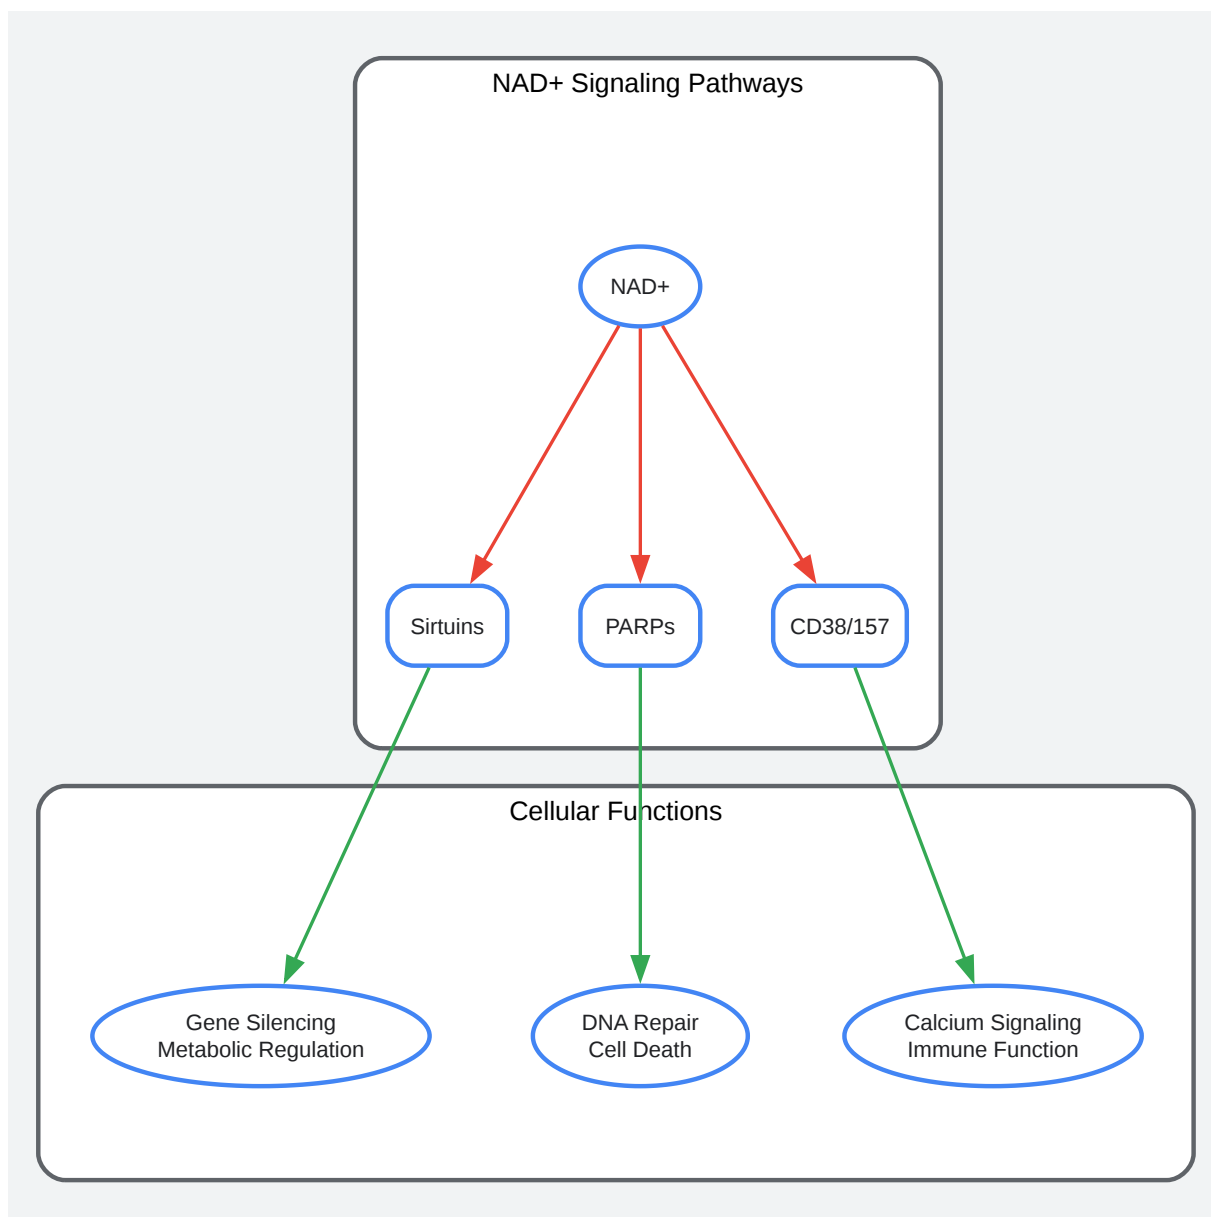 NAD+ Signaling Pathways
NAD+
Sirtuins
PARPs
CD38/157
Cellular Functions
Gene Silencing
Metabolic Regulation
DNA Repair
Cell Death
Calcium Signaling
Immune Function